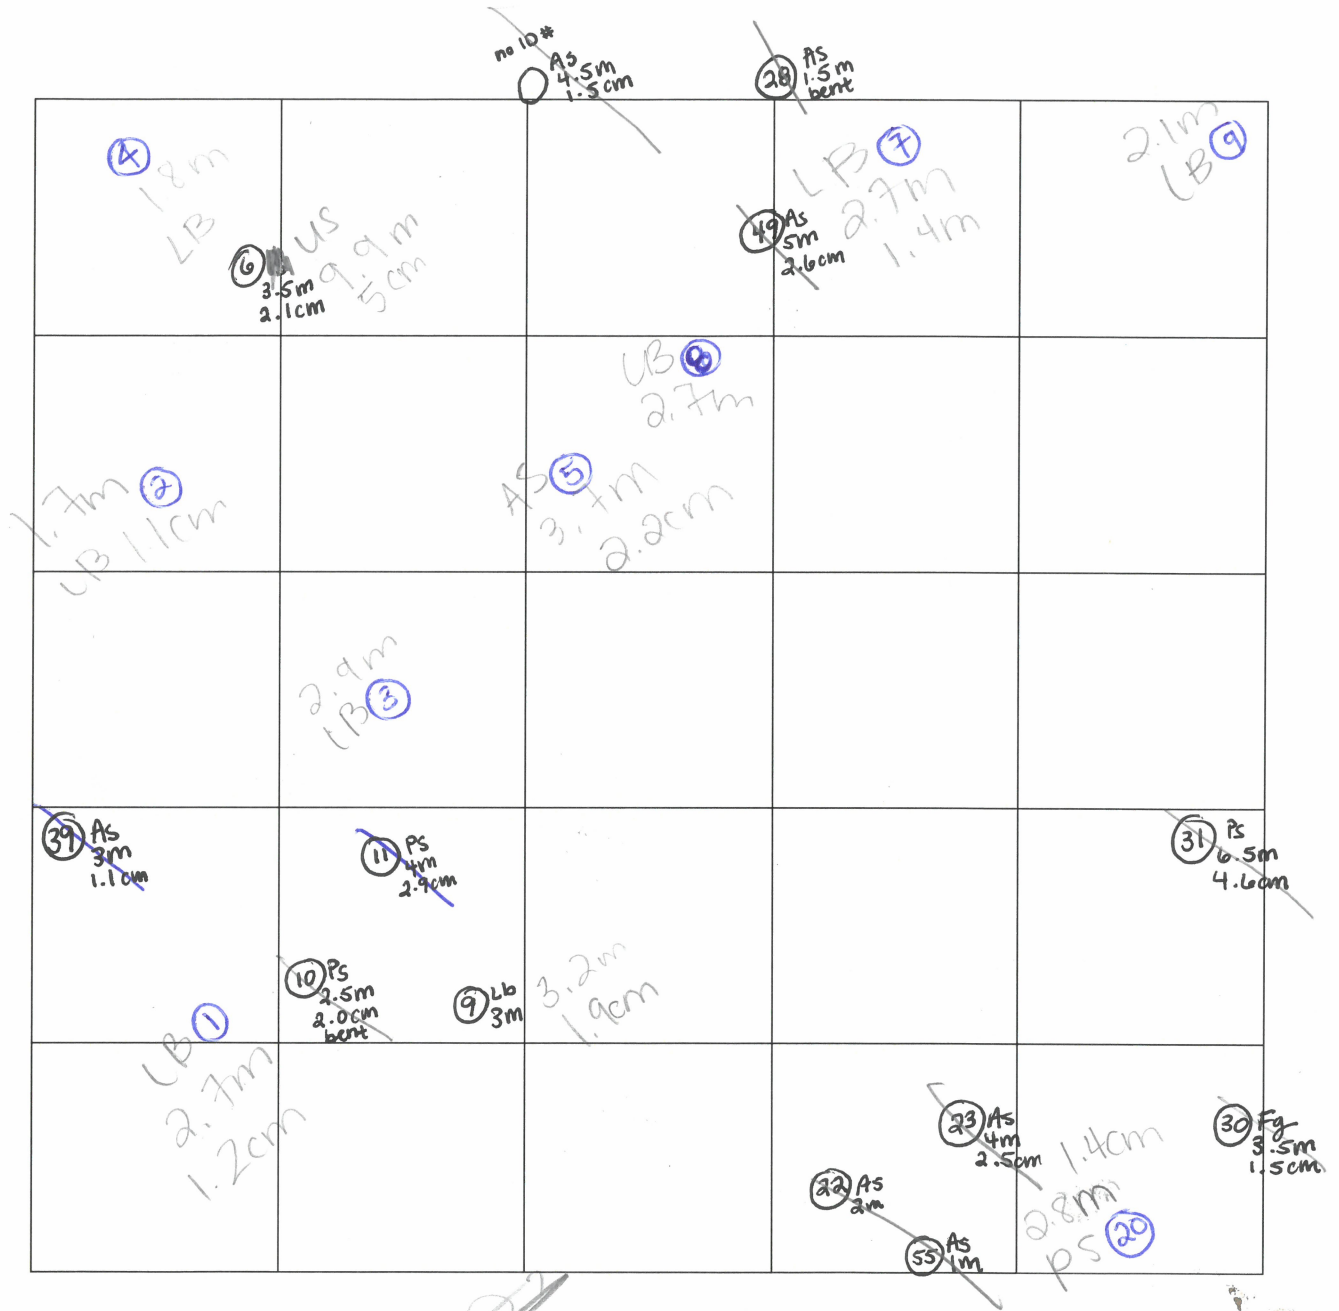 no ID#
As
4.5m
1.5cm
28
As
1.5m
bent
4
1.8m
LB
6
3.5m
2.1cm
US
9.9m
5cm
49
As
5m
2.6cm
LB
7
2.7m
1.4m
2.1m
LB
9
LB
8
2.7m
1.7m
2
LB 1.1cm
AS
5
3.7m
2.2cm
2.9m
LB
3
39
As
3m
1.1cm
11
Ps
4m
2.9cm
31
Ps
6.5m
4.6cm
10
Ps
2.5m
2.0cm
bent
9
Lb
3m
3.2m
1.9cm
1
LB
2.7m
1.2cm
23
As
4m
2.5cm
1.4cm
2.8m
PS
20
30
Fg
3.5m
1.5cm
22
As
2m
55
As
1m